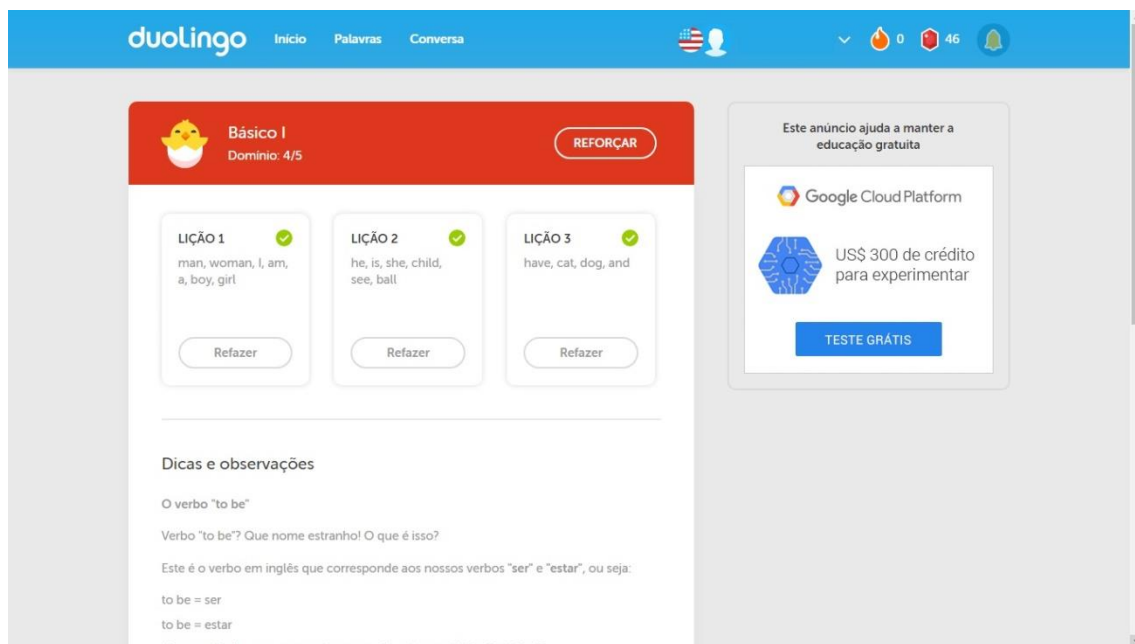 duolingo Início Palavras Conversa 0 46
Básico I
Domínio: 4/5
REFORÇAR
LIÇÃO 1
man, woman, I, am,
a, boy, girl
Refazer
LIÇÃO 2
he, is, she, child,
see, ball
Refazer
LIÇÃO 3
have, cat, dog, and
Refazer
Dicas e observações
O verbo "to be"
Verbo "to be"? Que nome estranho! O que é isso?
Este é o verbo em inglês que corresponde aos nossos verbos "ser" e "estar", ou seja:
to be = ser
to be = estar
Este anúncio ajuda a manter a
educação gratuita
Google Cloud Platform
US$ 300 de crédito
para experimentar
TESTE GRÁTIS